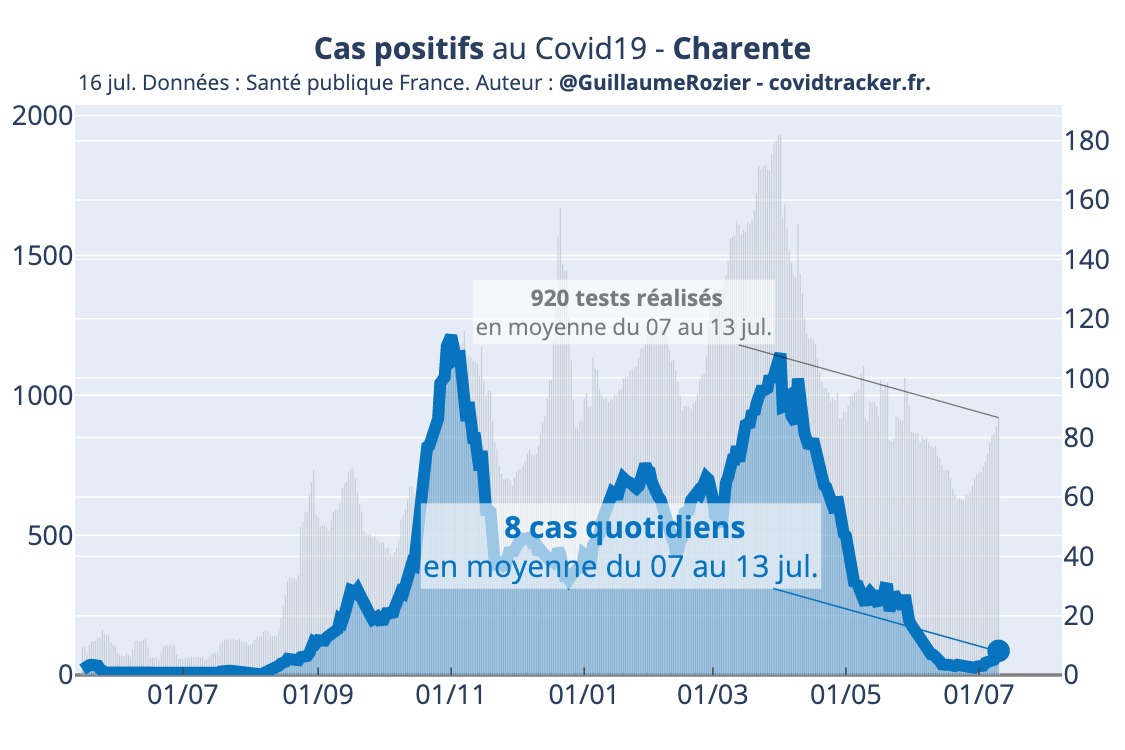 Cas positifs au Covid19 - Charente
16 jul. Données : Santé publique France. Auteur : @GuillaumeRozier - covidtracker.fr.
2000
1500
1000
500
0
180
160
140
120
100
80
60
40
20
0
920 tests réalisés
en moyenne du 07 au 13 jul.
8 cas quotidiens
en moyenne du 07 au 13 jul.
01/07 01/09 01/11 01/01 01/03 01/05 01/07